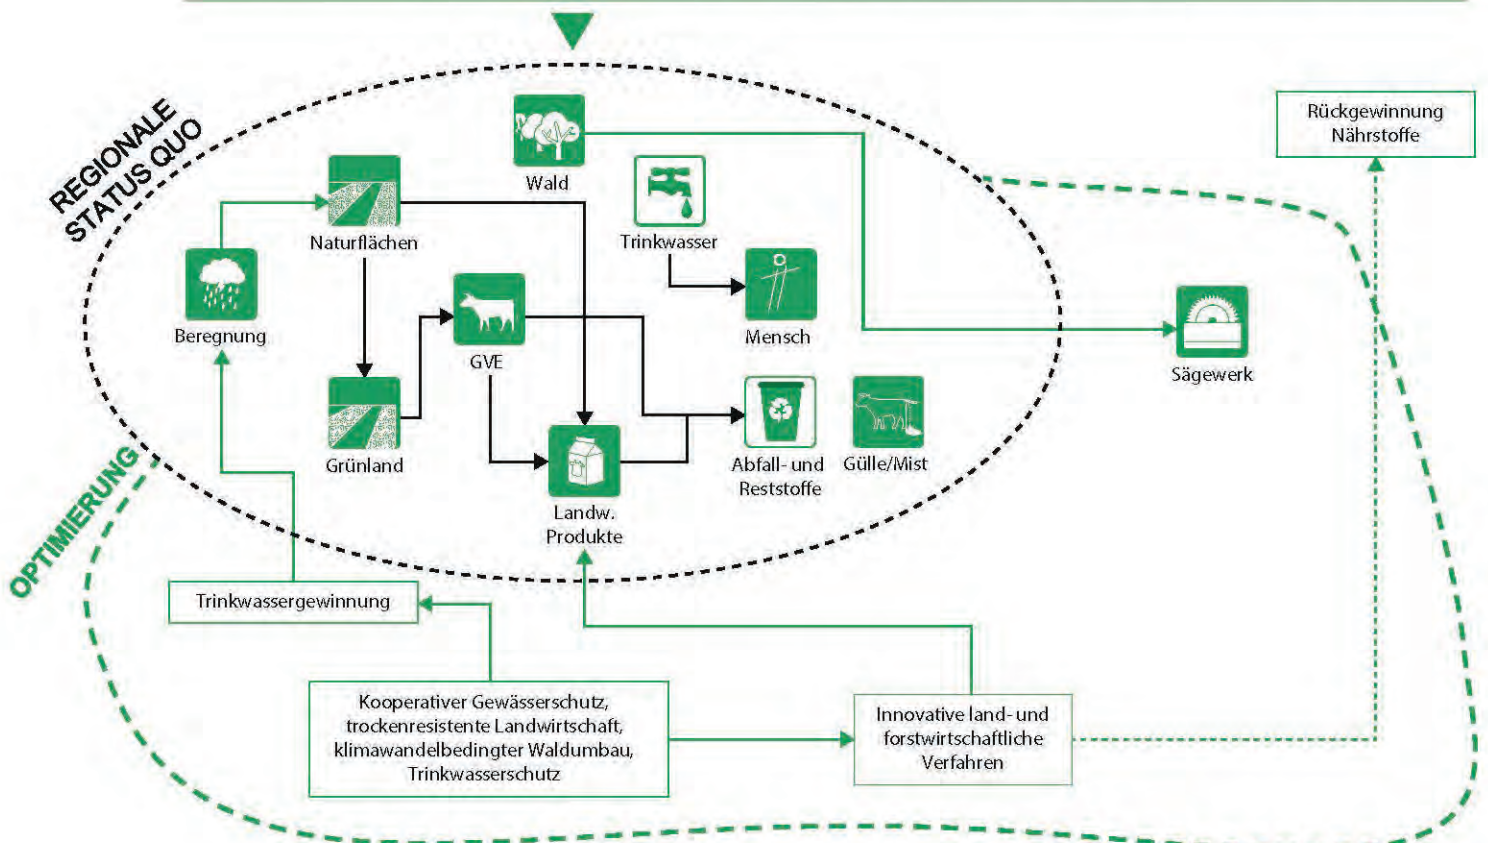 REGIONALE
STATUS QUO
Wald
Rückgewinnung
Nährstoffe
Naturflächen
Trinkwasser
Beregnung
Mensch
GVE
Sägewerk
Grünland
Abfall- und
Reststoffe
Gülle/Mist
Landw.
Produkte
OPTIMIERUNG
Trinkwassergewinnung
Kooperativer Gewässerschutz,
trockenresistente Landwirtschaft,
klimawandelbedingter Waldumbau,
Trinkwasserschutz
Innovative land- und
forstwirtschaftliche
Verfahren